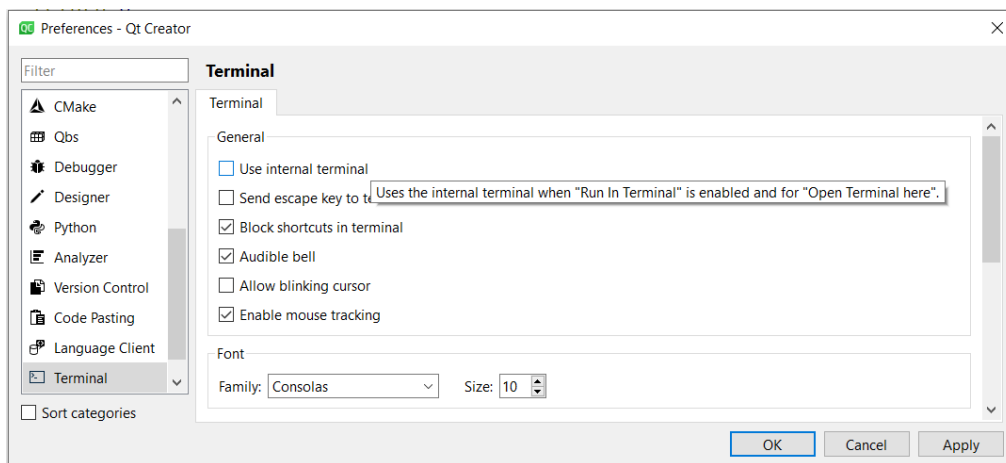 Preferences - Qt Creator
Filter
CMake
Qbs
Debugger
Designer
Python
Analyzer
Version Control
Code Pasting
Language Client
Terminal
Sort categories
Terminal
Terminal
General
Use internal terminal
Uses the internal terminal when "Run In Terminal" is enabled and for "Open Terminal here".
Send escape key to te
Block shortcuts in terminal
Audible bell
Allow blinking cursor
Enable mouse tracking
Font
Family: Consolas Size: 10
OK Cancel Apply